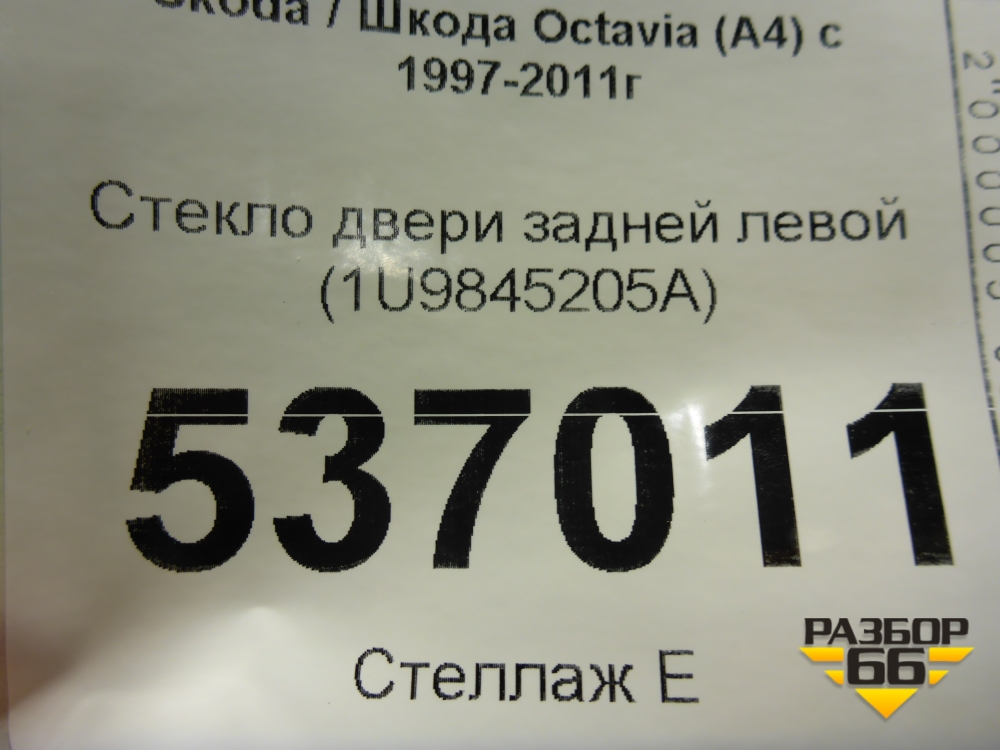 Skoda / Шкода Octavia (A4) с
1997-2011г
Стекло двери задней левой
(1U9845205A)
537011
Стеллаж Е
РАЗБОР
66